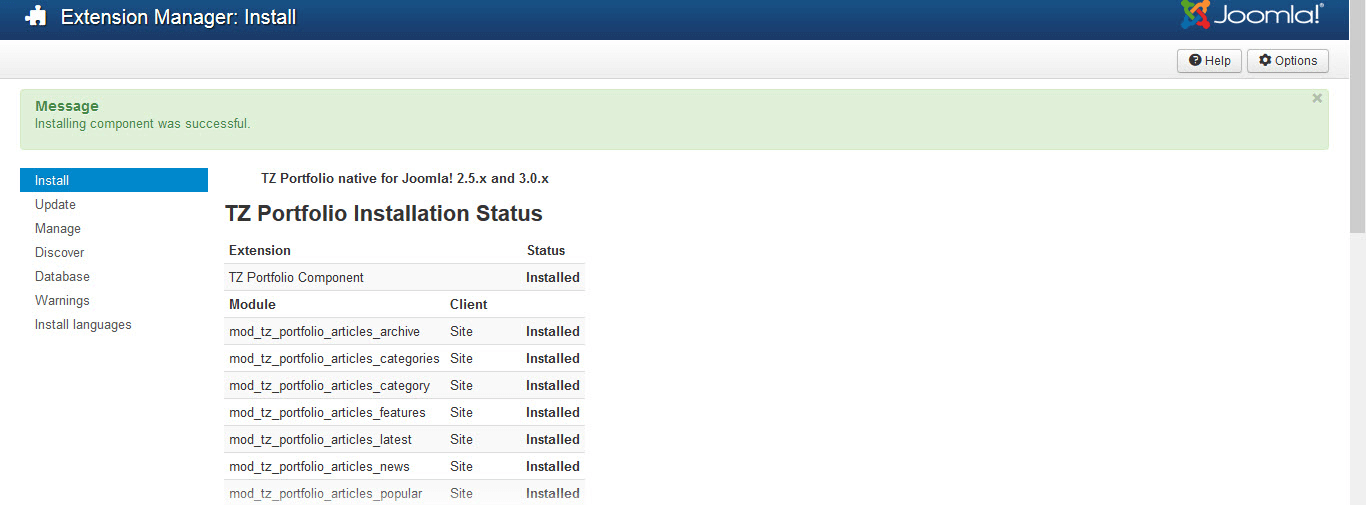 Extension Manager: Install
Joomla!®
Help Options
Message
Installing component was successful.
×
Install
Update
Manage
Discover
Database
Warnings
Install languages
TZ Portfolio native for Joomla! 2.5.x and 3.0.x
TZ Portfolio Installation Status
Extension Status
TZ Portfolio Component Installed
Module Client
mod_tz_portfolio_articles_archive Site Installed
mod_tz_portfolio_articles_categories Site Installed
mod_tz_portfolio_articles_category Site Installed
mod_tz_portfolio_articles_features Site Installed
mod_tz_portfolio_articles_latest Site Installed
mod_tz_portfolio_articles_news Site Installed
mod_tz_portfolio_articles_popular Site Installed